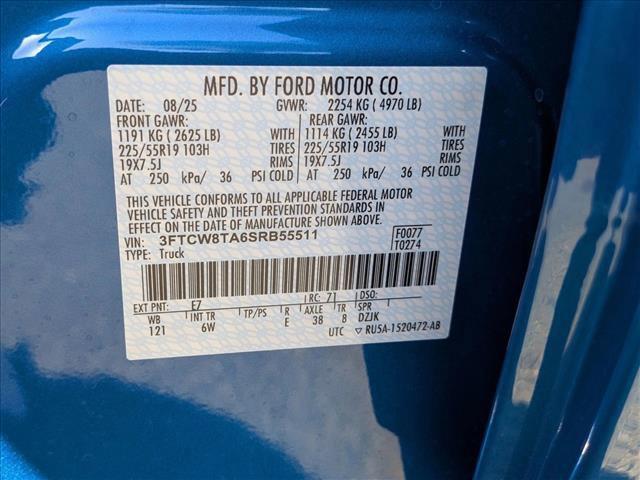 MFD. BY FORD MOTOR CO.
DATE: 08/25 GVWR: 2254 KG ( 4970 LB)
FRONT GAWR: REAR GAWR:
1191 KG ( 2625 LB) WITH 1114 KG ( 2455 LB) WITH
225/55R19 103H TIRES 225/55R19 103H TIRES
19X7.5J RIMS 19X7.5J RIMS
AT 250 kPa/ 36 PSI COLD AT 250 kPa/ 36 PSI COLD
THIS VEHICLE CONFORMS TO ALL APPLICABLE FEDERAL MOTOR
VEHICLE SAFETY AND THEFT PREVENTION STANDARDS IN
EFFECT ON THE DATE OF MANUFACTURE SHOWN ABOVE.
VIN: 3FTCW8TA6SRB55511 F0077
TYPE: Truck T0274
EXT PNT: E7 RC: 71 DSO:
WB INT TR TP/PS R AXLE TR SPR
121 6W E 38 8 DZJK
UTC ▽ RU5A-1520472-AB